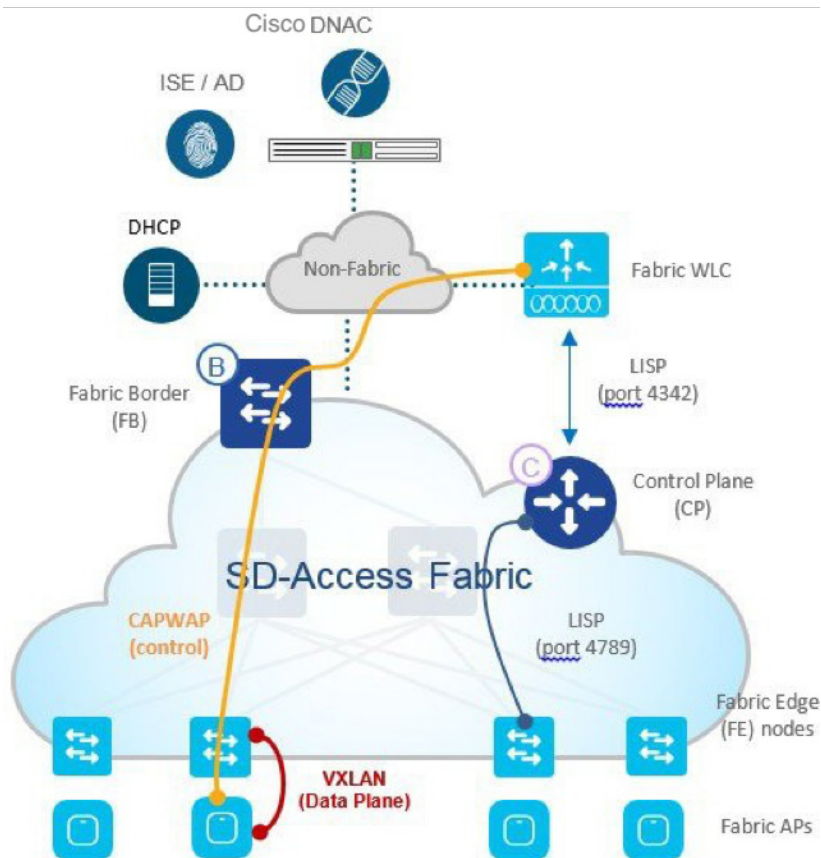 Cisco DNAC
ISE / AD
DHCP
Non-Fabric
Fabric WLC
B
LISP
(port 4342)
Fabric Border
(FB)
C
Control Plane
(CP)
SD-Access Fabric
CAPWAP
(control)
LISP
(port 4789)
Fabric Edge
(FE) nodes
VXLAN
(Data Plane)
Fabric APs